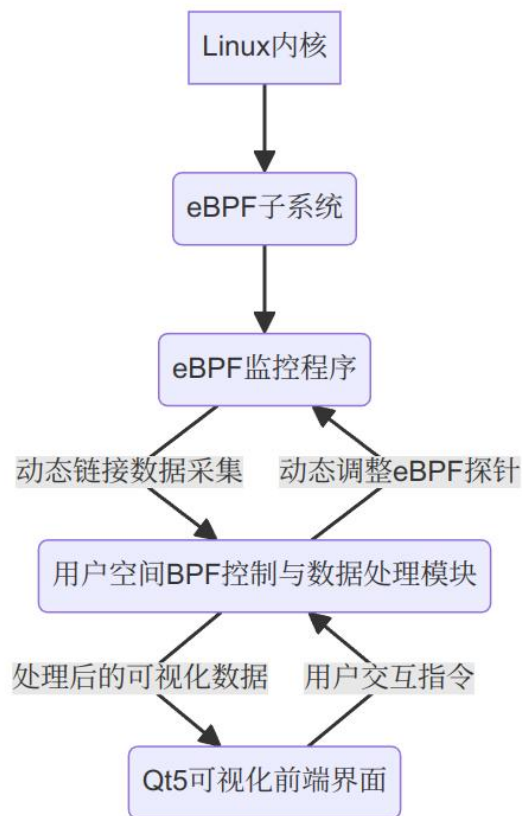 Linux内核
eBPF子系统
eBPF监控程序
动态链接数据采集
动态调整eBPF探针
用户空间BPF控制与数据处理模块
处理后的可视化数据
用户交互指令
Qt5可视化前端界面